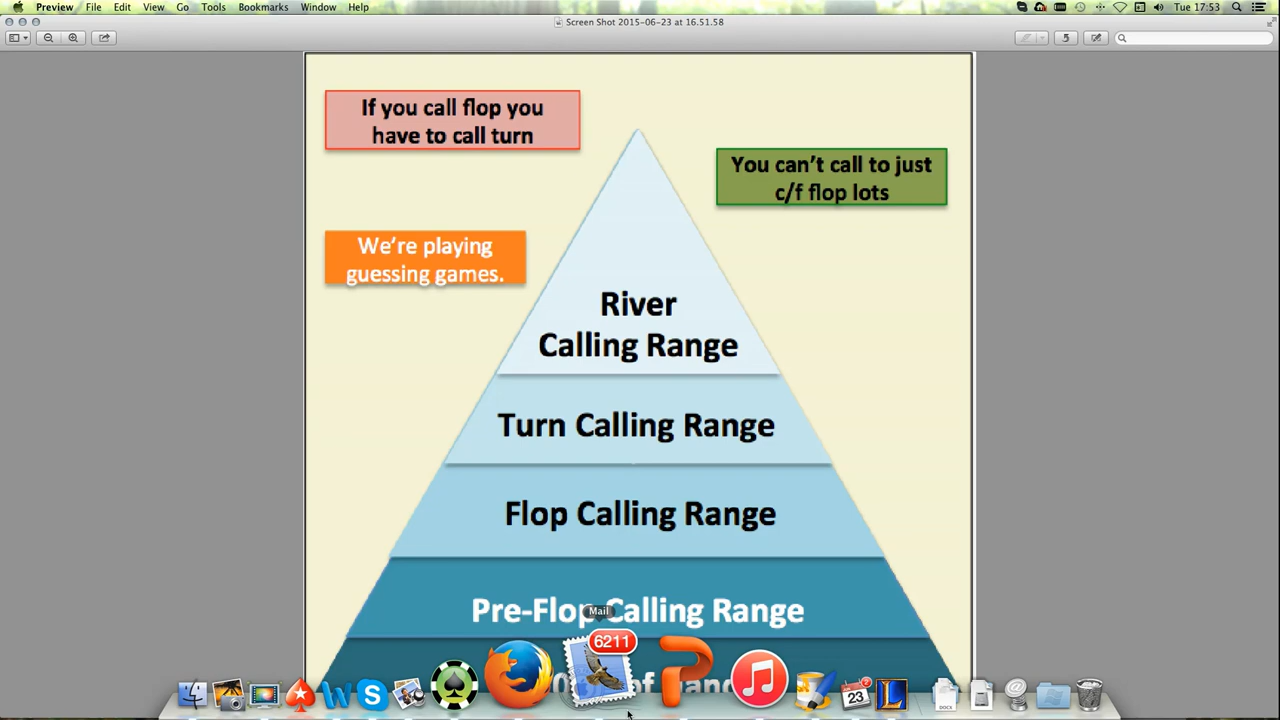 Preview File Edit View Go Tools Bookmarks Window Help
Tue 17:53
Screen Shot 2015-06-23 at 16.51.58
If you call flop you
have to call turn
You can't call to just
c/f flop lots
We're playing
guessing games.
River
Calling Range
Turn Calling Range
Flop Calling Range
Pre-Flop Calling Range
Mail
6211
23